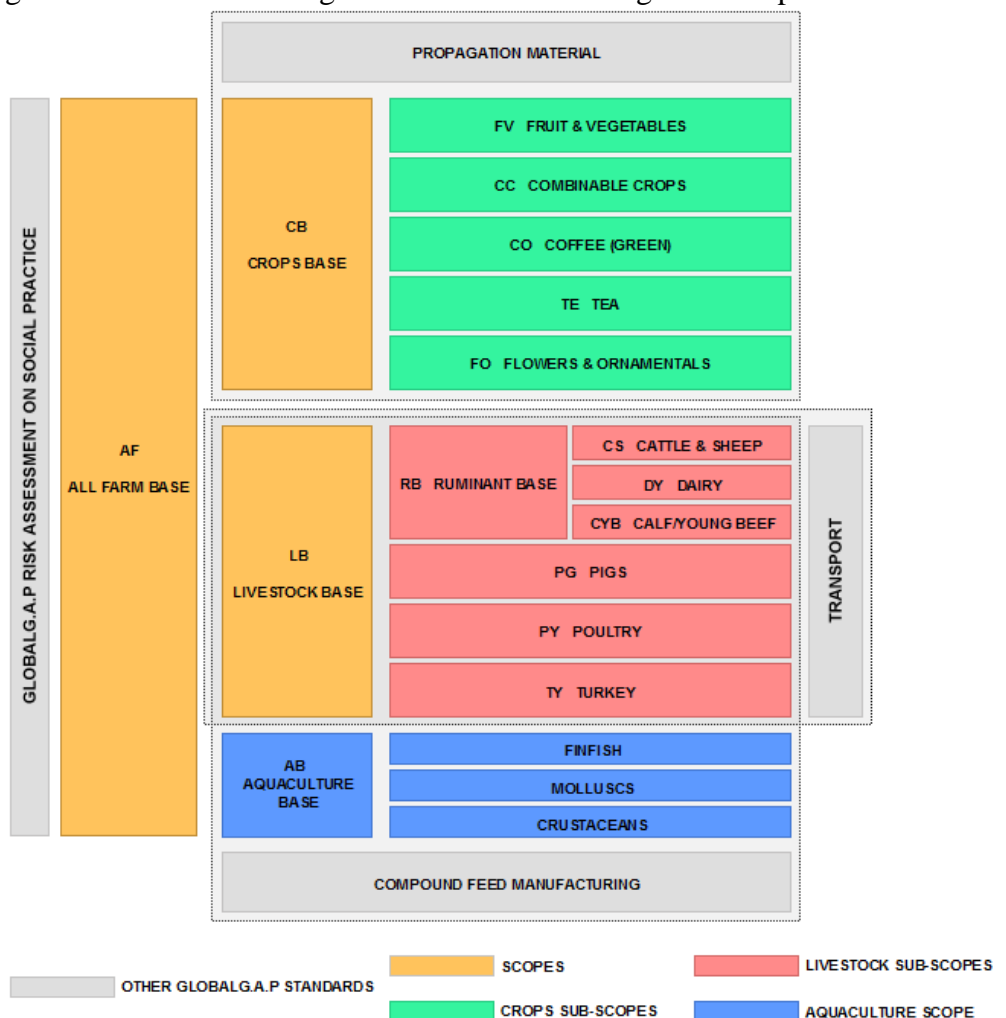 PROPAGATION MATERIAL
GLOBALG.A.P RISK ASSESSMENT ON SOCIAL PRACTICE
AF
ALL FARM BASE
CB
CROPS BASE
FV FRUIT & VEGETABLES
CC COMBINABLE CROPS
CO COFFEE (GREEN)
TE TEA
FO FLOWERS & ORNAMENTALS
LB
LIVESTOCK BASE
RB RUMINANT BASE
CS CATTLE & SHEEP
DY DAIRY
CYB CALF/YOUNG BEEF
PG PIGS
PY POULTRY
TY TURKEY
TRANSPORT
AB
AQUACULTURE
BASE
FINFISH
MOLLUSCS
CRUSTACEANS
COMPOUND FEED MANUFACTURING
OTHER GLOBALG.A.P STANDARDS
SCOPES
LIVESTOCK SUB-SCOPES
CROPS SUB-SCOPES
AQUACULTURE SCOPE